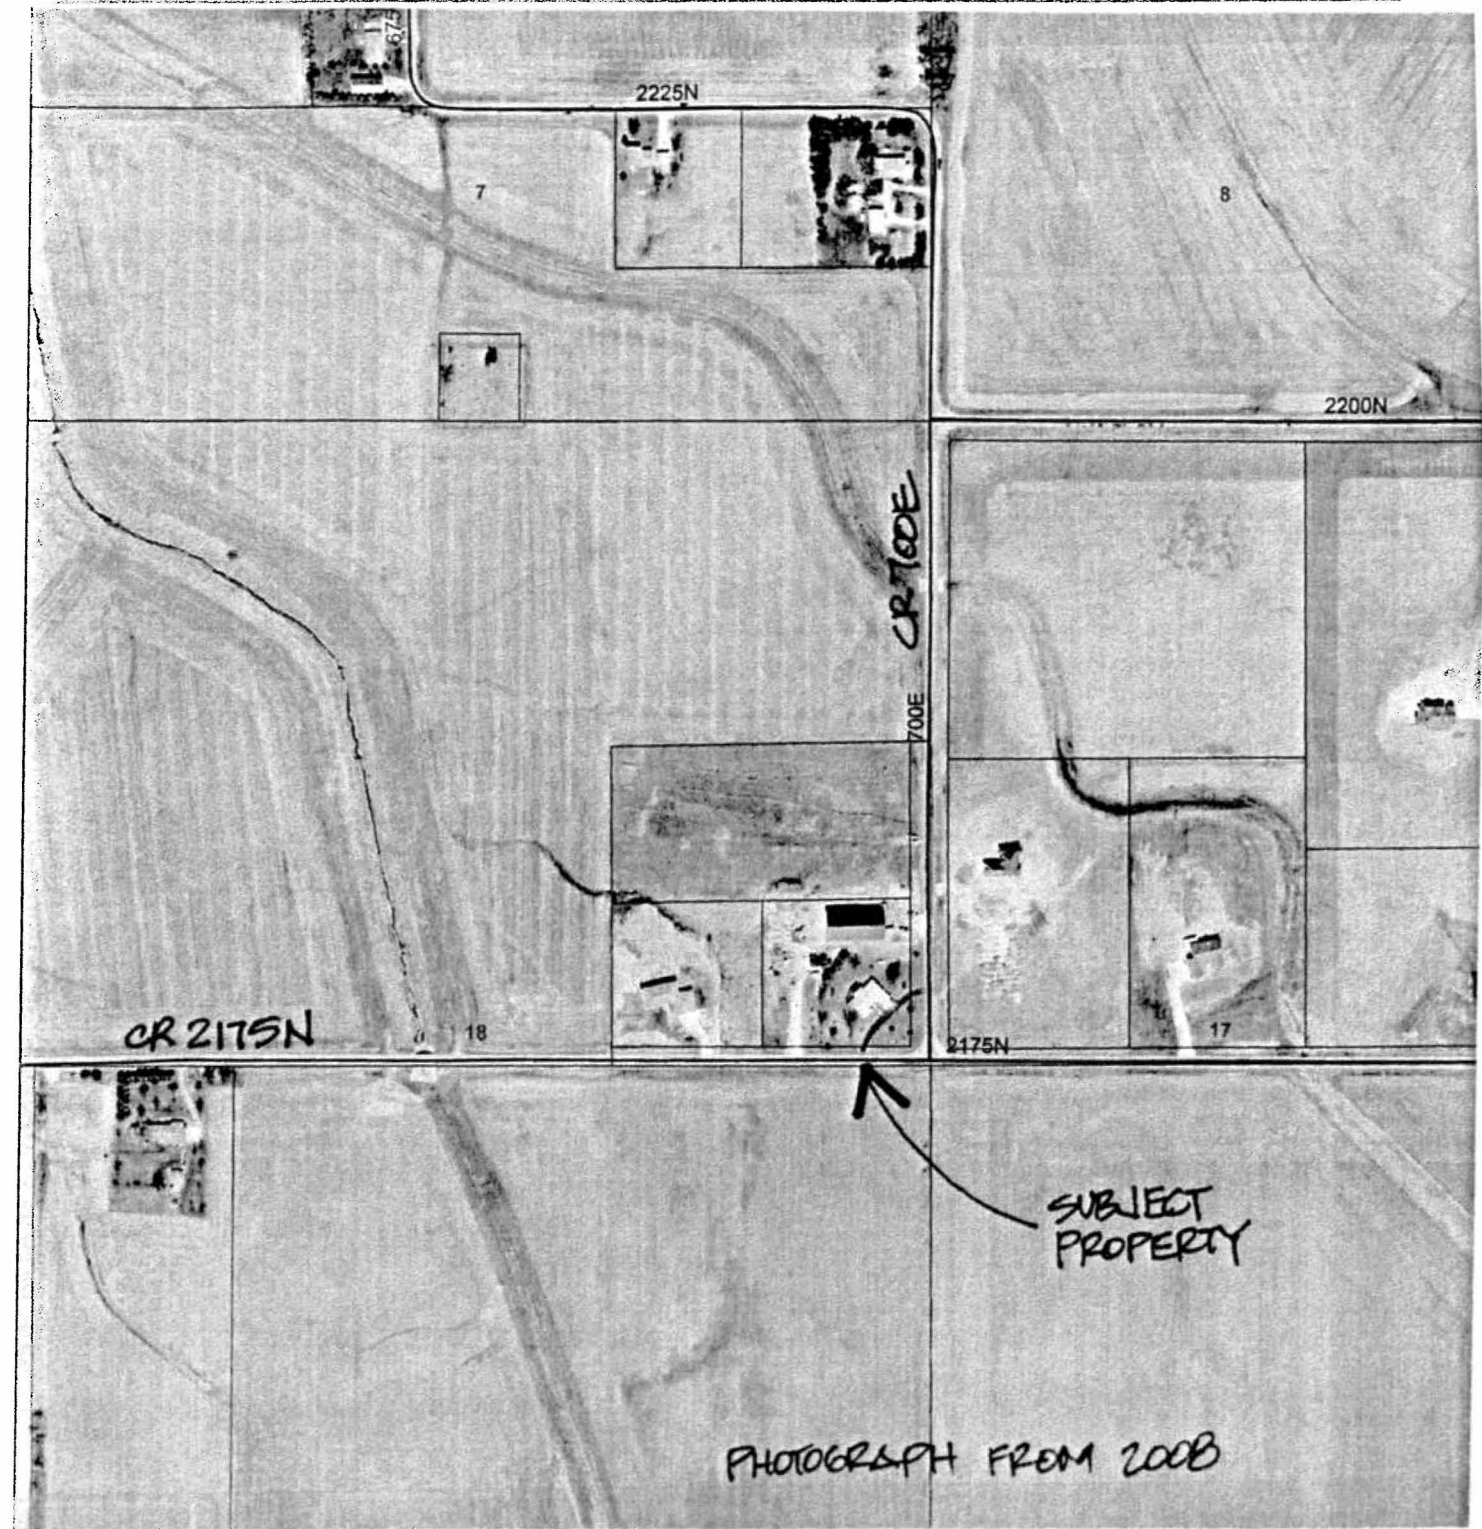 675
2225N
7
8
2200N
CR 700E
700E
CR 2175N
18
2175N
17
SUBJECT
PROPERTY
PHOTOGRAPH FROM 2008